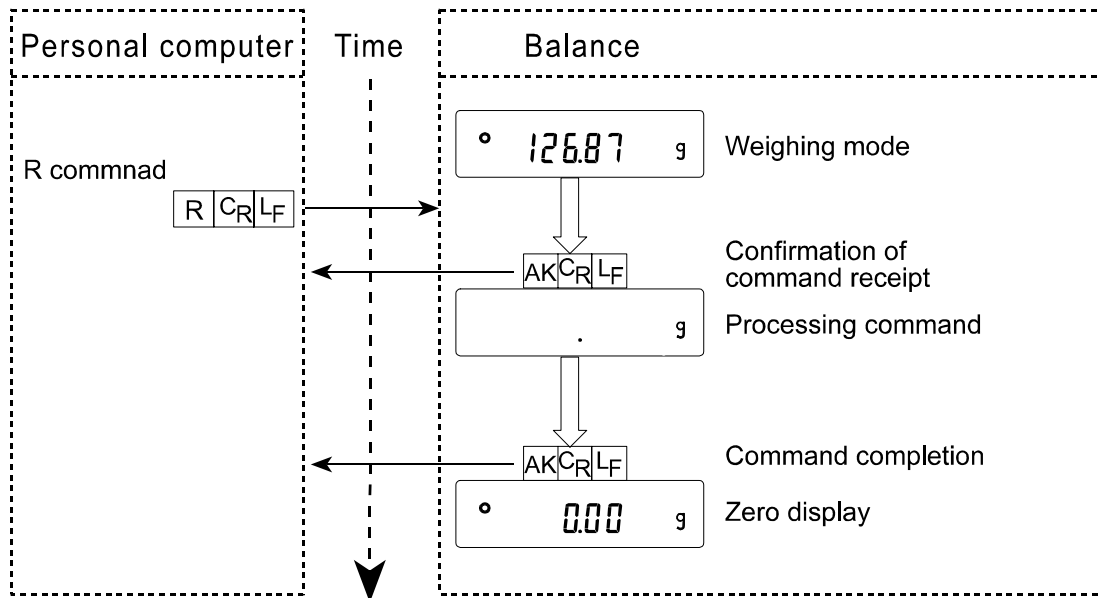 Personal computer
Time
Balance
126.87 g
Weighing mode
R commnad
R CR LF
AK CR LF
Confirmation of
command receipt
. g
Processing command
AK CR LF
Command completion
0.00 g
Zero display